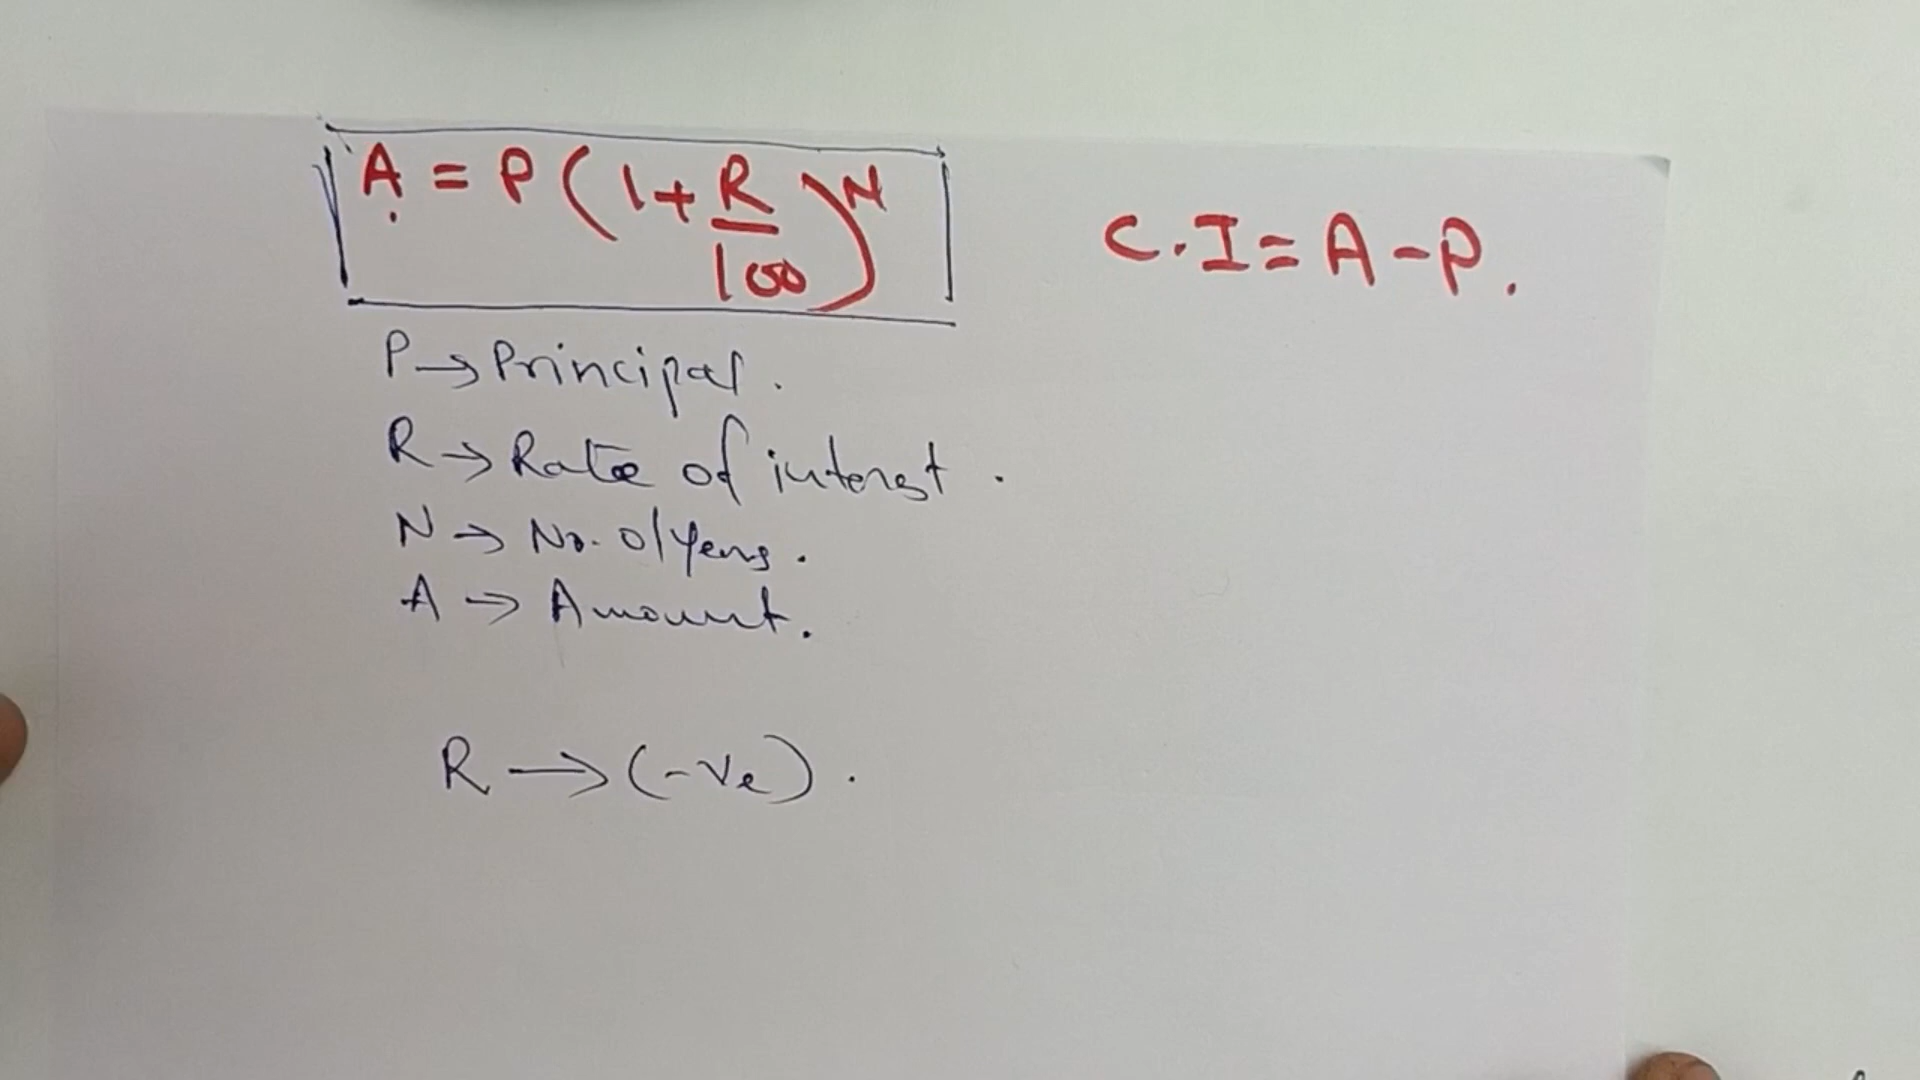 A = P(1+R/100)^N
C.I = A-P.
P→Principal.
R→Rate of interest.
N→No. of Years.
A→Amount.
R→(-ve).